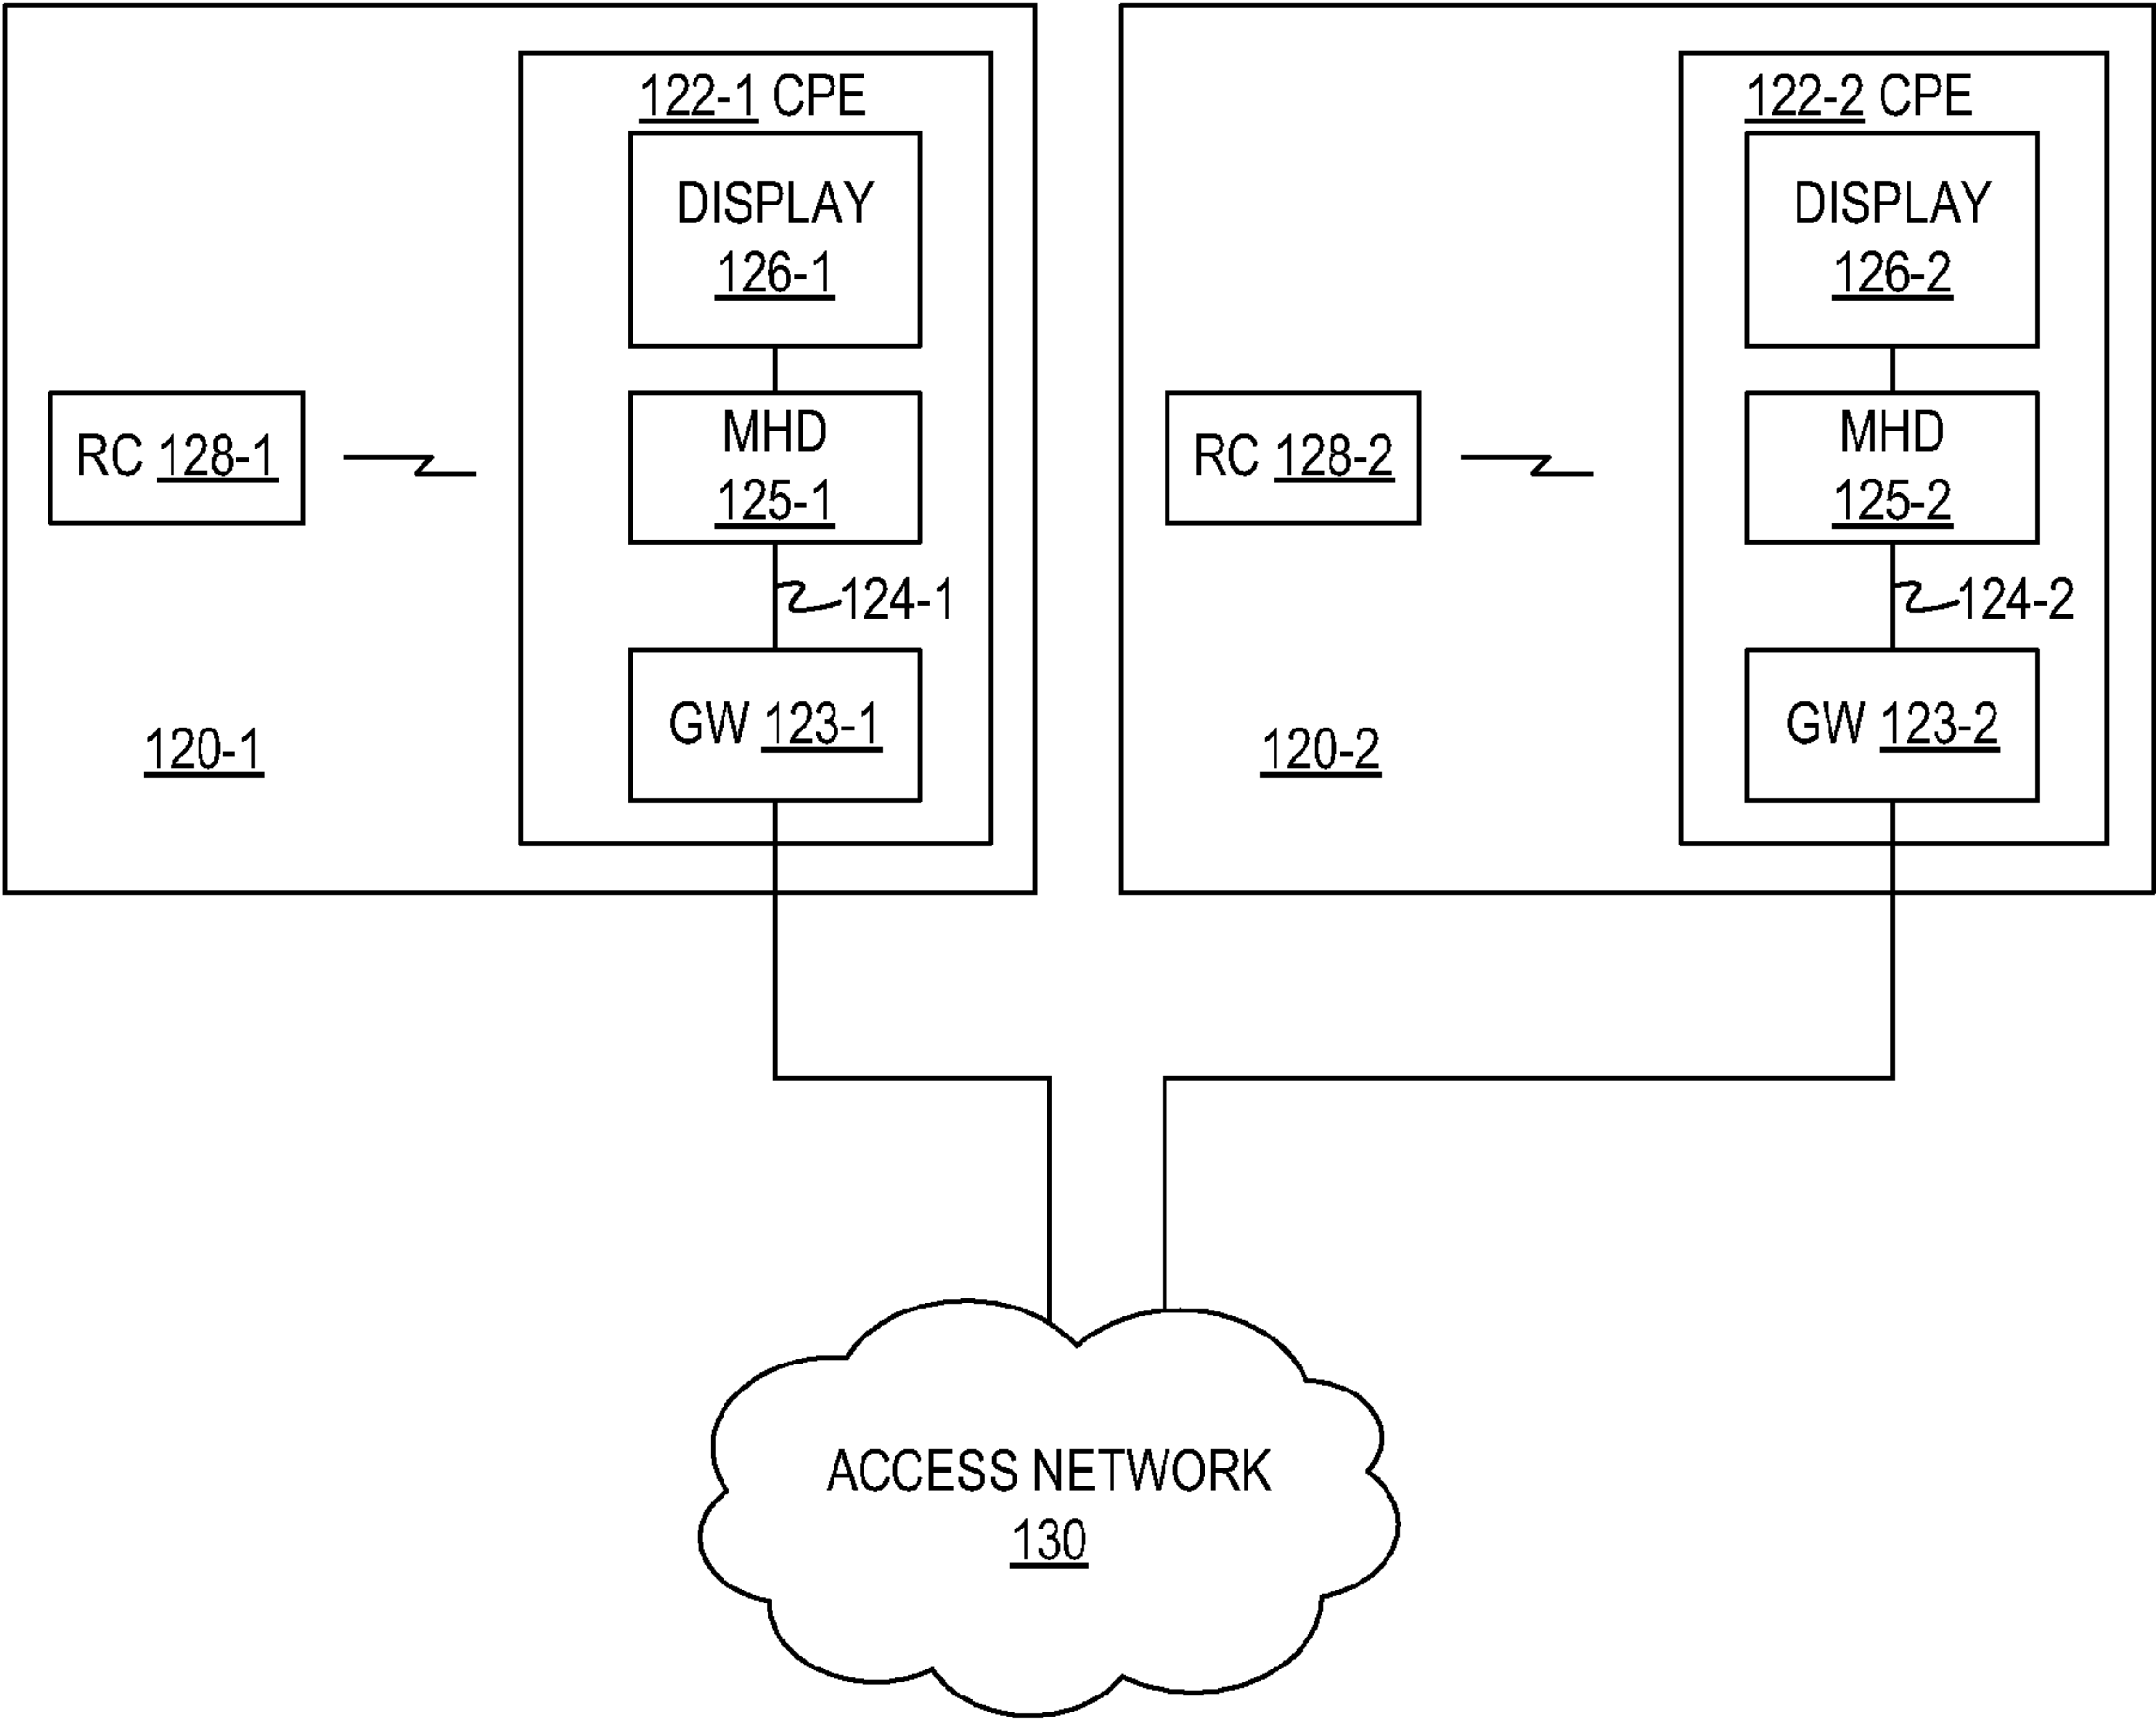 122-1 CPE
DISPLAY
126-1
RC 128-1
MHD
125-1
124-1
GW 123-1
120-1
122-2 CPE
DISPLAY
126-2
RC 128-2
MHD
125-2
124-2
GW 123-2
120-2
ACCESS NETWORK
130